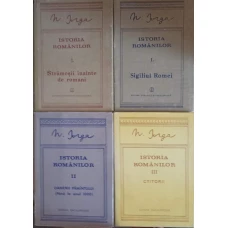 N. Iorga
ISTORIA
ROMÂNILOR
I
Strămoșii înainte
de romani
N. Iorga
ISTORIA
ROMÂNILOR
I
Sigiliul Romei
N. Iorga
ISTORIA
ROMÂNILOR
II
N. Iorga
ISTORIA
ROMÂNILOR
III
CTITORII